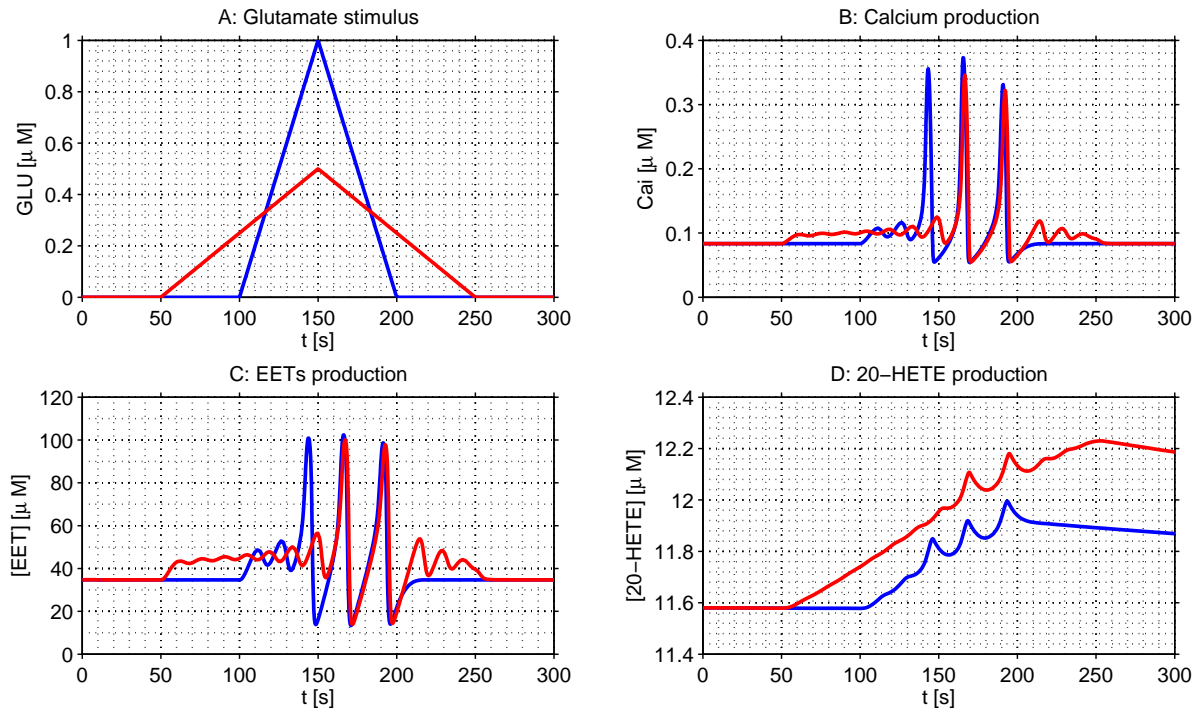 A: Glutamate stimulus
GLU [μ M]
1
0.8
0.6
0.4
0.2
0
0 50 100 150 200 250 300
t [s]
B: Calcium production
CaI [μ M]
0.4
0.3
0.2
0.1
0
0 50 100 150 200 250 300
t [s]
C: EETs production
[EET] [μ M]
120
100
80
60
40
20
0
0 50 100 150 200 250 300
t [s]
D: 20−HETE production
[20−HETE] [μ M]
12.4
12.2
12
11.8
11.6
11.4
0 50 100 150 200 250 300
t [s]